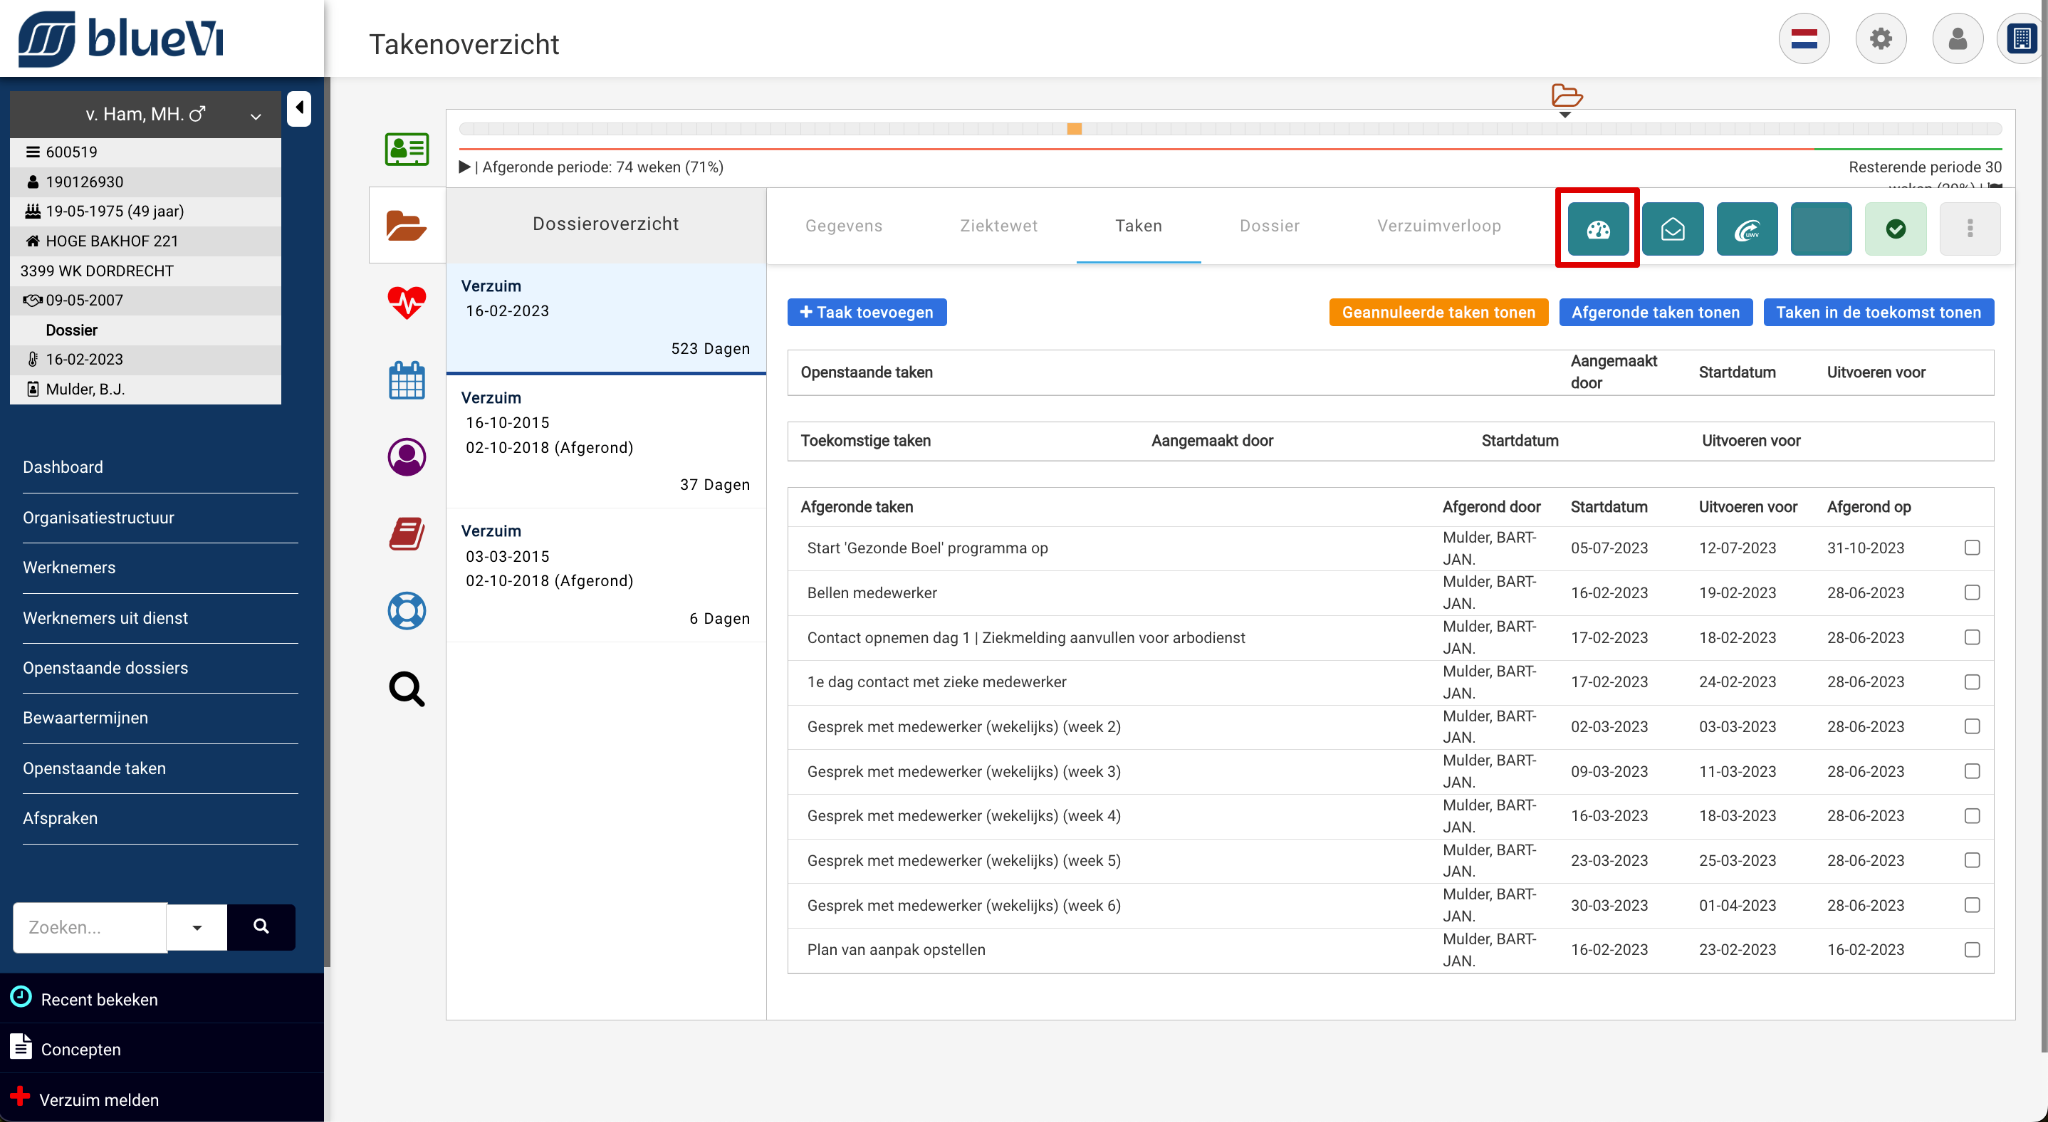 blueVi
Takenoverzicht
v. Ham, MH.
600519
190126930
19-05-1975 (49 jaar)
HOGE BAKHOF 221
3399 WK DORDRECHT
09-05-2007
Dossier
16-02-2023
Mulder, B.J.
Dashboard
Organisatiestructuur
Werknemers
Werknemers uit dienst
Openstaande dossiers
Bewaartermijnen
Openstaande taken
Afspraken
Zoeken...
Recent bekeken
Concepten
Verzuim melden
| Afgeronde periode: 74 weken (71%)
Resterende periode 30
Dossieroverzicht
Verzuim
16-02-2023
523 Dagen
Verzuim
16-10-2015
02-10-2018 (Afgerond)
37 Dagen
Verzuim
03-03-2015
02-10-2018 (Afgerond)
6 Dagen
Gegevens Ziektewet Taken Dossier Verzuimverloop
UWV
+ Taak toevoegen Geannuleerde taken tonen Afgeronde taken tonen Taken in de toekomst tonen
Openstaande taken Aangemaakt door Startdatum Uitvoeren voor
Toekomstige taken Aangemaakt door Startdatum Uitvoeren voor
Afgeronde taken Afgerond door Startdatum Uitvoeren voor Afgerond op
Start 'Gezonde Boel' programma op Mulder, BART-JAN. 05-07-2023 12-07-2023 31-10-2023
Bellen medewerker Mulder, BART-JAN. 16-02-2023 19-02-2023 28-06-2023
Contact opnemen dag 1 | Ziekmelding aanvullen voor arbodienst Mulder, BART-JAN. 17-02-2023 18-02-2023 28-06-2023
1e dag contact met zieke medewerker Mulder, BART-JAN. 17-02-2023 24-02-2023 28-06-2023
Gesprek met medewerker (wekelijks) (week 2) Mulder, BART-JAN. 02-03-2023 03-03-2023 28-06-2023
Gesprek met medewerker (wekelijks) (week 3) Mulder, BART-JAN. 09-03-2023 11-03-2023 28-06-2023
Gesprek met medewerker (wekelijks) (week 4) Mulder, BART-JAN. 16-03-2023 18-03-2023 28-06-2023
Gesprek met medewerker (wekelijks) (week 5) Mulder, BART-JAN. 23-03-2023 25-03-2023 28-06-2023
Gesprek met medewerker (wekelijks) (week 6) Mulder, BART-JAN. 30-03-2023 01-04-2023 28-06-2023
Plan van aanpak opstellen Mulder, BART-JAN. 16-02-2023 23-02-2023 16-02-2023